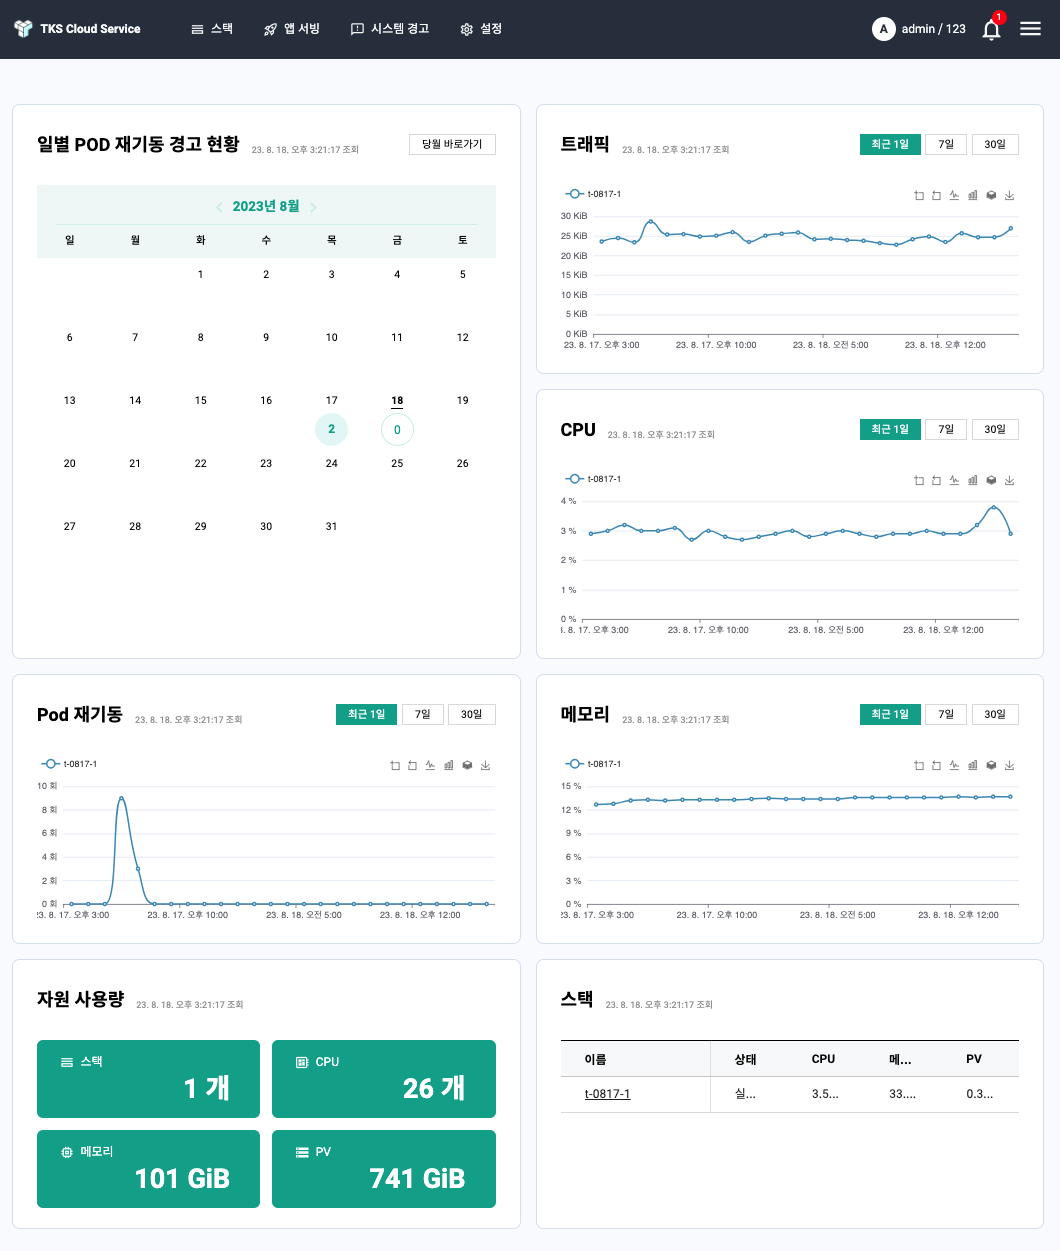 TKS Cloud Service 스택 앱 서빙 시스템 경고 설정 A admin / 123 1
일별 POD 재기동 경고 현황 23. 8. 18. 오후 3:21:17 조회 당월 바로가기
2023년 8월
일 월 화 수 목 금 토
1 2 3 4 5
6 7 8 9 10 11 12
13 14 15 16 17 18 19
2 0
20 21 22 23 24 25 26
27 28 29 30 31
트래픽 23. 8. 18. 오후 3:21:17 조회 최근 1일 7일 30일
t-0817-1
30 KiB
25 KiB
20 KiB
15 KiB
10 KiB
5 KiB
0 KiB
23. 8. 17. 오후 3:00 23. 8. 17. 오후 10:00 23. 8. 18. 오전 5:00 23. 8. 18. 오후 12:00
CPU 23. 8. 18. 오후 3:21:17 조회 최근 1일 7일 30일
t-0817-1
4 %
3 %
2 %
1 %
0 %
3. 8. 17. 오후 3:00 23. 8. 17. 오후 10:00 23. 8. 18. 오전 5:00 23. 8. 18. 오후 12:00
Pod 재기동 23. 8. 18. 오후 3:21:17 조회 최근 1일 7일 30일
t-0817-1
10 회
8 회
6 회
4 회
2 회
0 회
23. 8. 17. 오후 3:00 23. 8. 17. 오후 10:00 23. 8. 18. 오전 5:00 23. 8. 18. 오후 12:00
메모리 23. 8. 18. 오후 3:21:17 조회 최근 1일 7일 30일
t-0817-1
15 %
12 %
9 %
6 %
3 %
0 %
23. 8. 17. 오후 3:00 23. 8. 17. 오후 10:00 23. 8. 18. 오전 5:00 23. 8. 18. 오후 12:00
자원 사용량 23. 8. 18. 오후 3:21:17 조회
스택
1 개
CPU
26 개
메모리
101 GiB
PV
741 GiB
스택 23. 8. 18. 오후 3:21:17 조회
이름 상태 CPU 메... PV
t-0817-1 실... 3.5... 33.... 0.3...